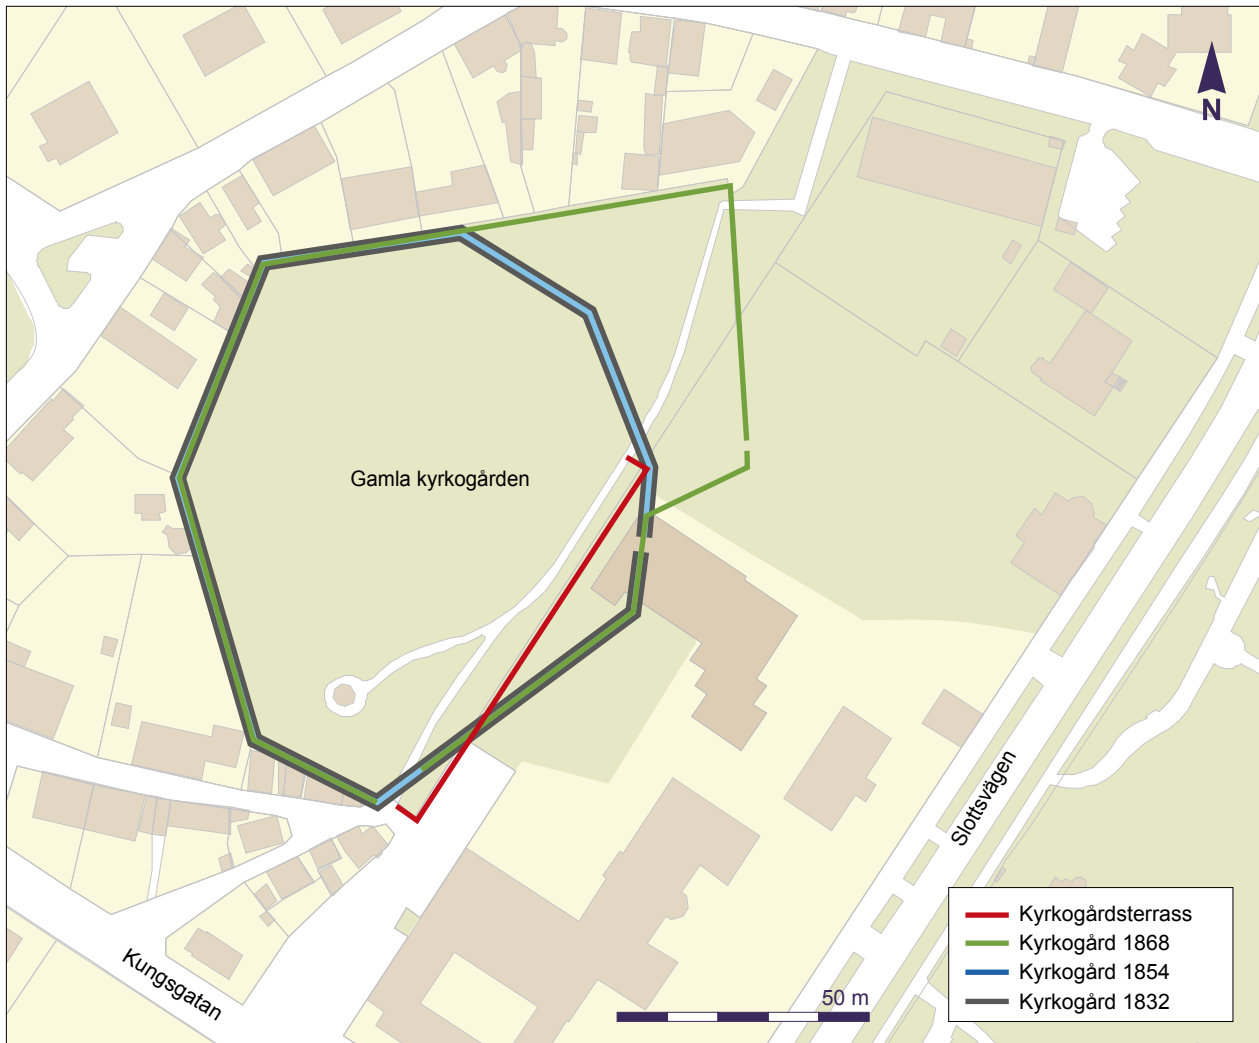 N
Gamla kyrkogården
Slottsvägen
Kungsgatan
50 m
Kyrkogårdsterrass
Kyrkogård 1868
Kyrkogård 1854
Kyrkogård 1832